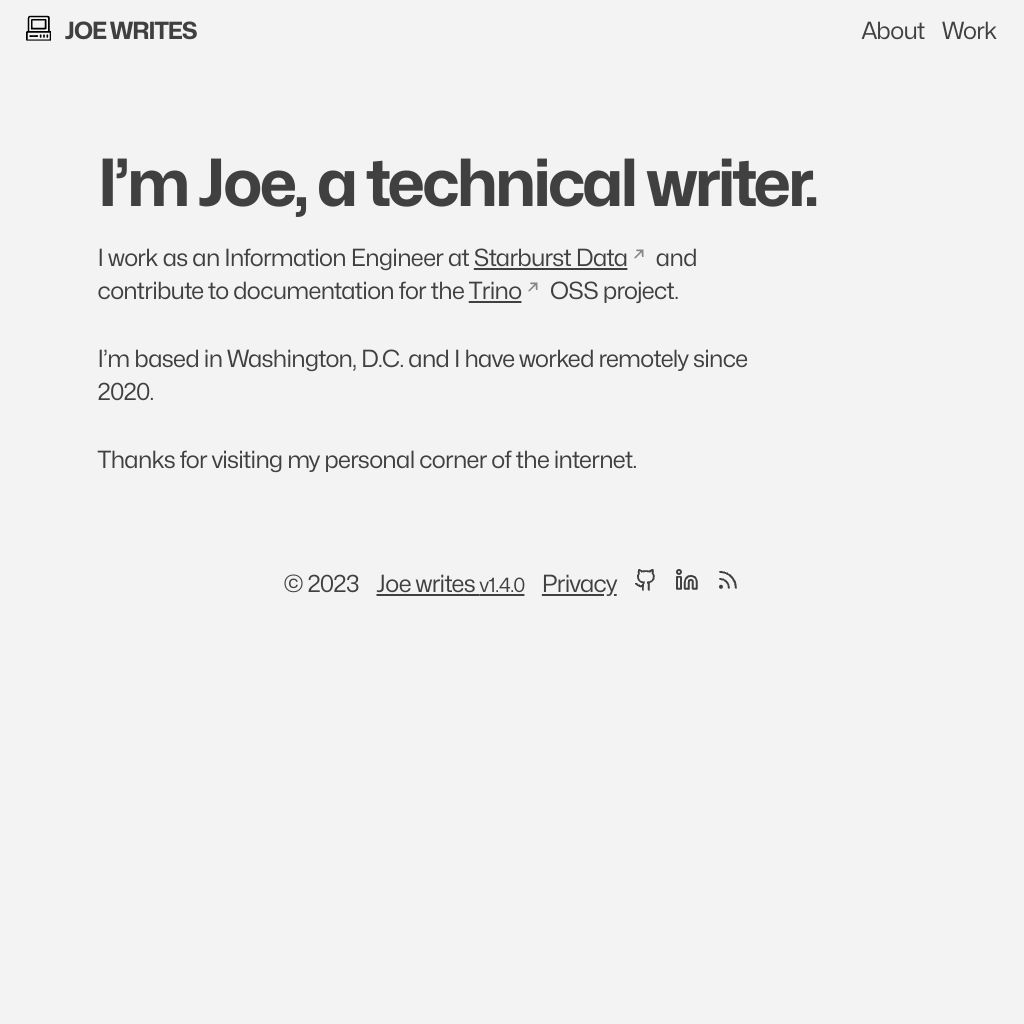 JOE WRITES
About Work
I’m Joe, a technical writer.
I work as an Information Engineer at Starburst Data ↗ and
contribute to documentation for the Trino ↗ OSS project.
I’m based in Washington, D.C. and I have worked remotely since
2020.
Thanks for visiting my personal corner of the internet.
© 2023 Joe writes v1.4.0 Privacy